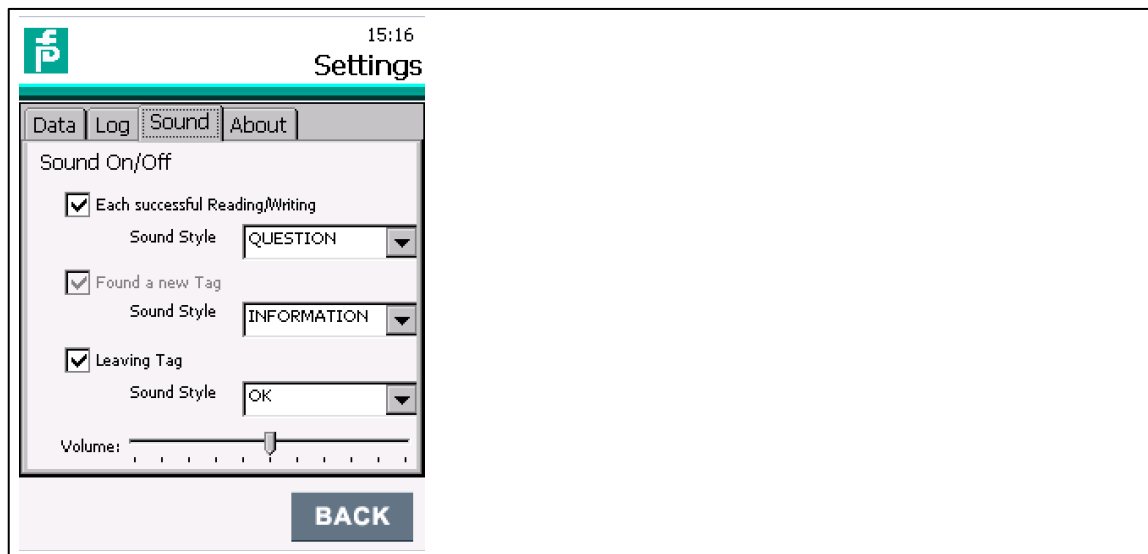 15:16
Settings
Data Log Sound About
Sound On/Off
Each successful Reading/Writing
Sound Style QUESTION
Found a new Tag
Sound Style INFORMATION
Leaving Tag
Sound Style OK
Volume:
BACK